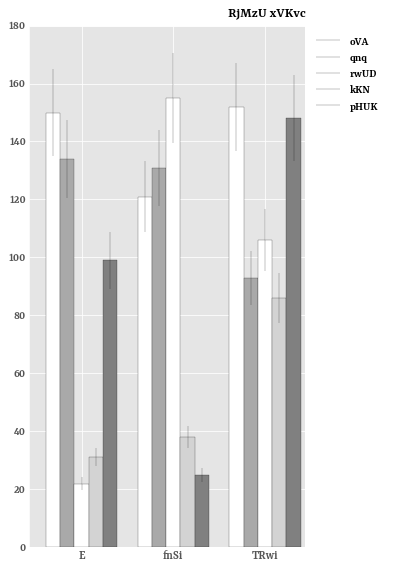 RjMzU xVKvc
180
160
140
120
100
80
60
40
20
0
E
fnSi
TRwi
oVA
qnq
rwUD
kKN
pHUK